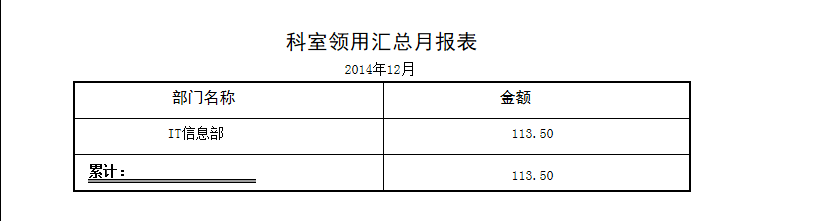 科室领用汇总月报表
2014年12月
部门名称 金额
IT信息部 113.50
累计： 113.50